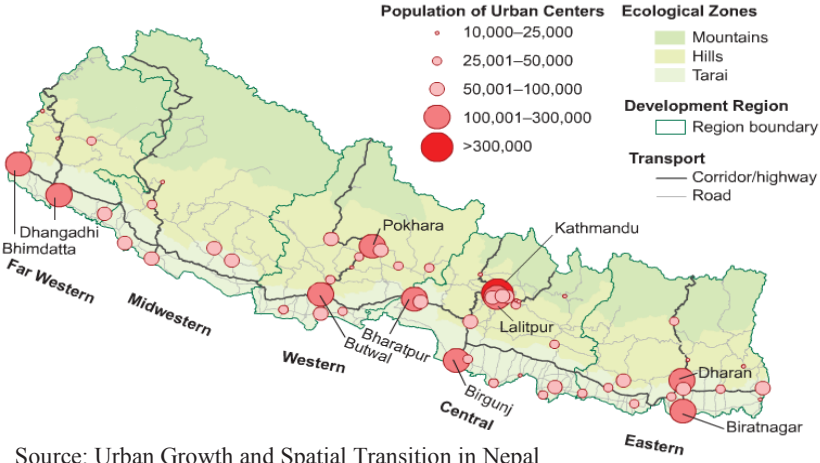 Population of Urban Centers
10,000–25,000
25,001–50,000
50,001–100,000
100,001–300,000
>300,000
Ecological Zones
Mountains
Hills
Tarai
Development Region
Region boundary
Transport
Corridor/highway
Road
Dhangadhi
Bhimdatta
Far Western
Midwestern
Pokhara
Kathmandu
Lalitpur
Bharatpur
Butwal
Western
Birgunj
Central
Dharan
Biratnagar
Eastern
Source: Urban Growth and Spatial Transition in Nepal